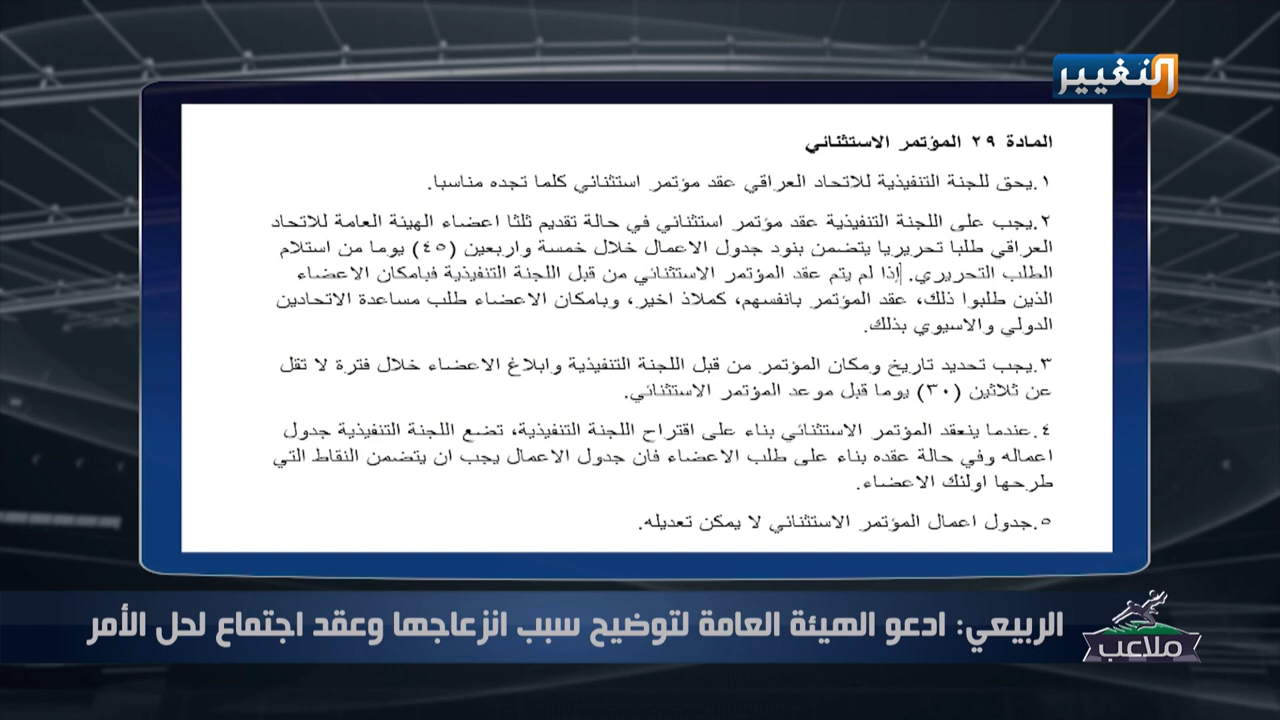 التغيير
المادة ٢٩ المؤتمر الاستثنائي
١.يحق للجنة التنفيذية للاتحاد العراقي عقد مؤتمر استثنائي كلما تجده مناسبا.
٢.يجب على اللجنة التنفيذية عقد مؤتمر استثنائي في حالة تقديم ثلثا اعضاء الهيئة العامة للاتحاد
العراقي طلبا تحريريا يتضمن بنود جدول الاعمال خلال خمسة واربعين (٤٥) يوما من استلام
الطلب التحريري. إذا لم يتم عقد المؤتمر الاستثنائي من قبل اللجنة التنفيذية فبامكان الاعضاء
الذين طلبوا ذلك، عقد المؤتمر بانفسهم، كملاذ اخير، وبامكان الاعضاء طلب مساعدة الاتحادين
الدولي والاسيوي بذلك.
٣.يجب تحديد تاريخ ومكان المؤتمر من قبل اللجنة التنفيذية وابلاغ الاعضاء خلال فترة لا تقل
عن ثلاثين (٣٠) يوما قبل موعد المؤتمر الاستثنائي.
٤.عندما ينعقد المؤتمر الاستثنائي بناء على اقتراح اللجنة التنفيذية، تضع اللجنة التنفيذية جدول
اعماله وفي حالة عقده بناء على طلب الاعضاء فان جدول الاعمال يجب ان يتضمن النقاط التي
طرحها اولئك الاعضاء.
٥.جدول اعمال المؤتمر الاستثنائي لا يمكن تعديله.
الربيعي: ادعو الهيئة العامة لتوضيح سبب انزعاجها وعقد اجتماع لحل الأمر
ملاعب